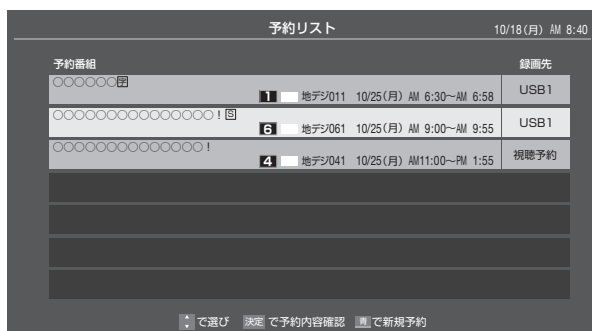 予約リスト 10/18(月) AM 8:40
予約番組 録画先
○○○○○○字
1 地デジ011 10/25(月) AM 6:30～AM 6:58 USB1
○○○○○○○○○○○○○○○！S
6 地デジ061 10/25(月) AM 9:00～AM 9:55 USB1
○○○○○○○○○○○○○○！
4 地デジ041 10/25(月) AM11:00～PM 1:55 視聴予約
で選び 決定 で予約内容確認 青 で新規予約